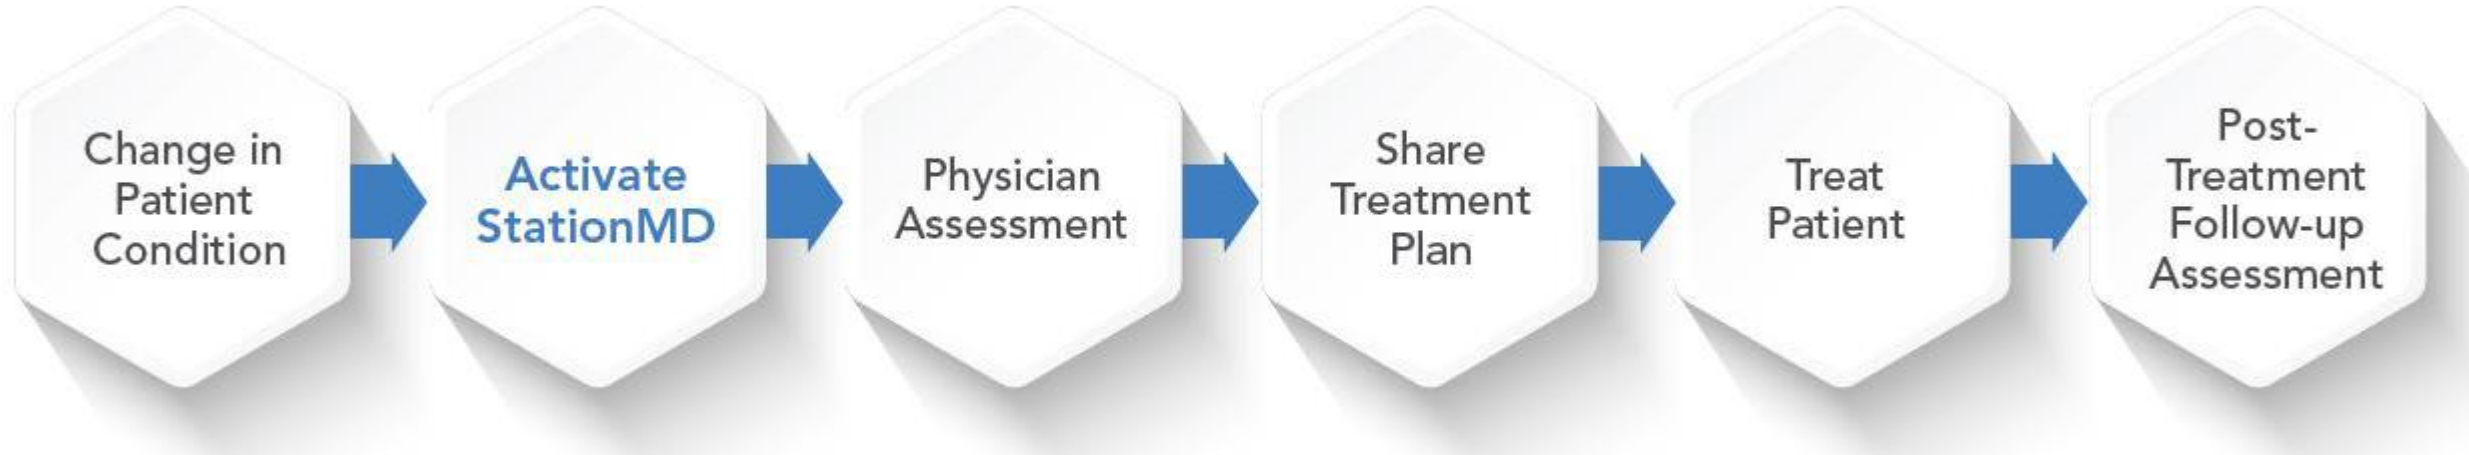 Change in
Patient
Condition
Activate
StationMD
Physician
Assessment
Share
Treatment
Plan
Treat
Patient
Post-
Treatment
Follow-up
Assessment